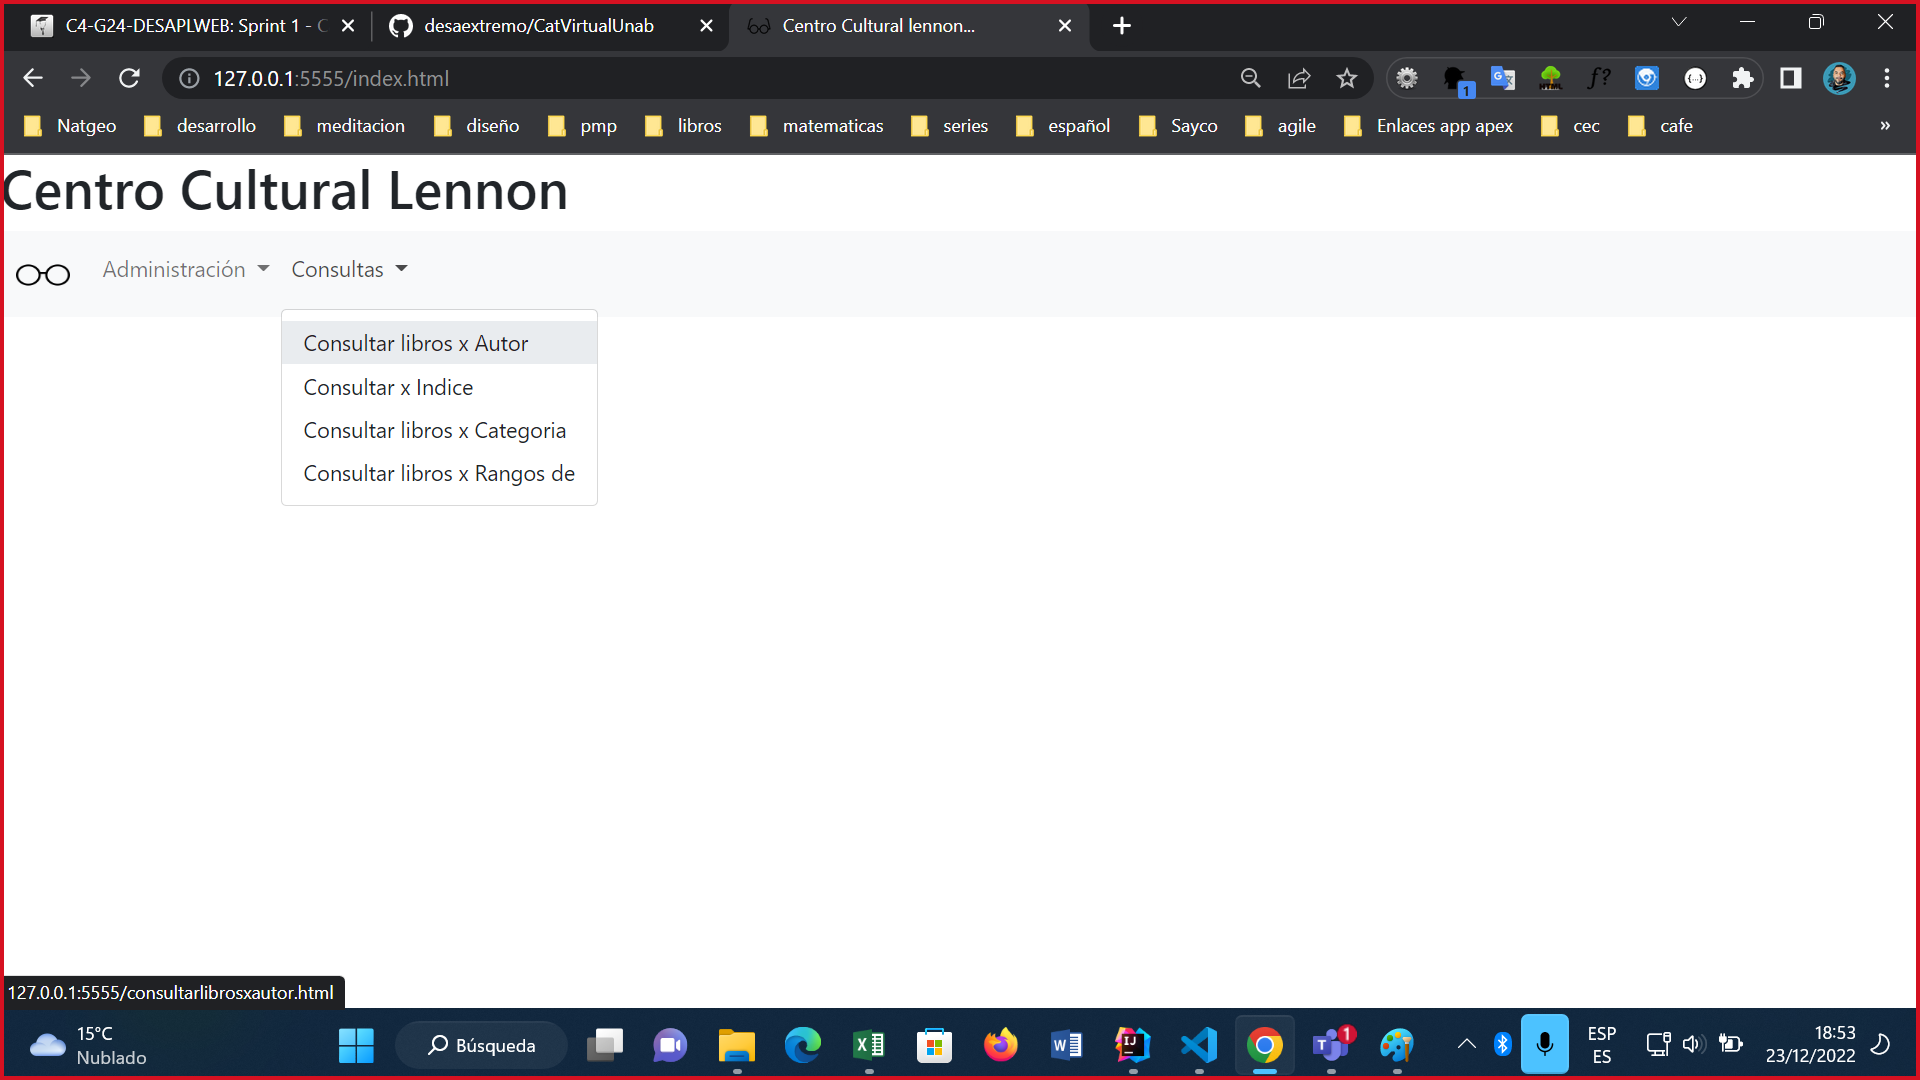 C4-G24-DESAPLWEB: Sprint 1 - C
desaextremo/CatVirtualUnab
Centro Cultural lennon...
127.0.0.1:5555/index.html
1
f?
Natgeo
desarrollo
meditacion
diseño
pmp
libros
matematicas
series
español
Sayco
agile
Enlaces app apex
cec
cafe
»
Centro Cultural Lennon
Administración
Consultas
Consultar libros x Autor
Consultar x Indice
Consultar libros x Categoria
Consultar libros x Rangos de
127.0.0.1:5555/consultarlibrosxautor.html
15°C
Nublado
Búsqueda
1
ESP
ES
18:53
23/12/2022